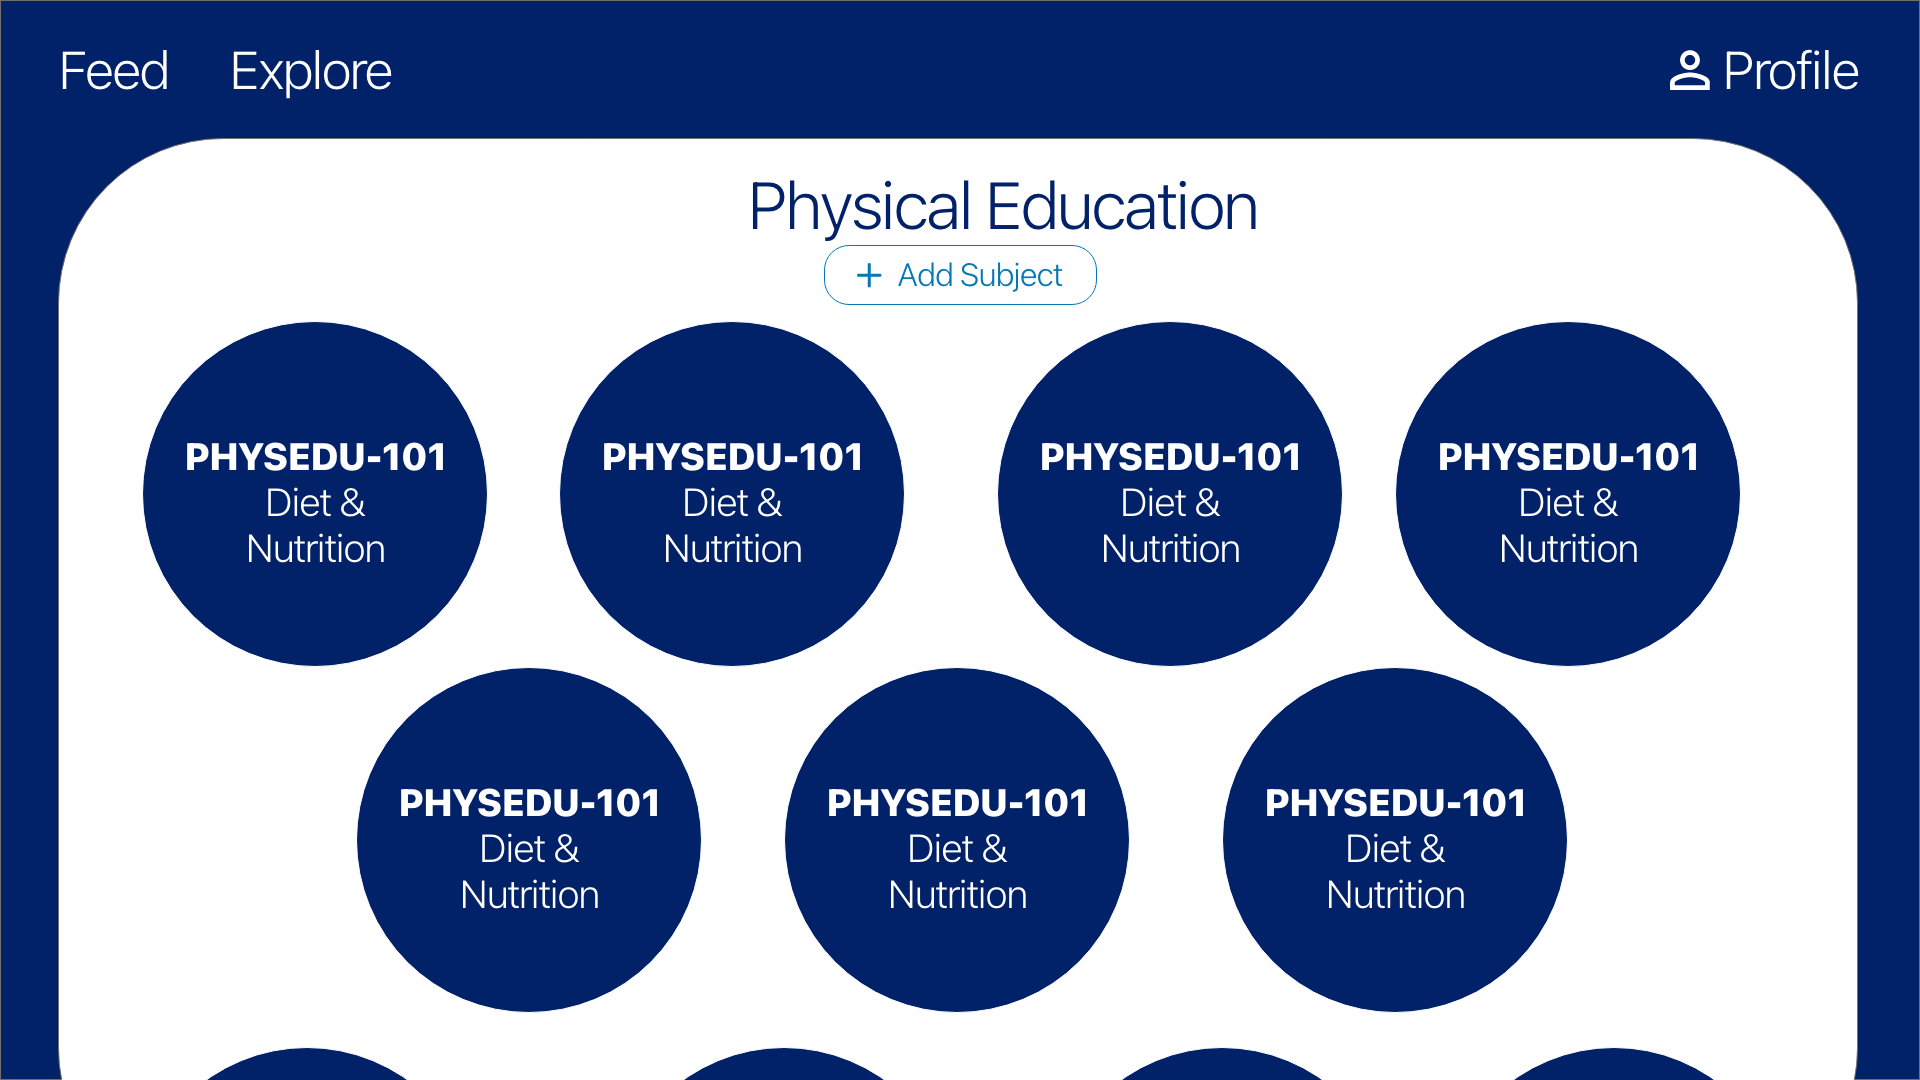 Feed Explore Profile
Physical Education
+ Add Subject
PHYSEDU-101
Diet &
Nutrition
PHYSEDU-101
Diet &
Nutrition
PHYSEDU-101
Diet &
Nutrition
PHYSEDU-101
Diet &
Nutrition
PHYSEDU-101
Diet &
Nutrition
PHYSEDU-101
Diet &
Nutrition
PHYSEDU-101
Diet &
Nutrition